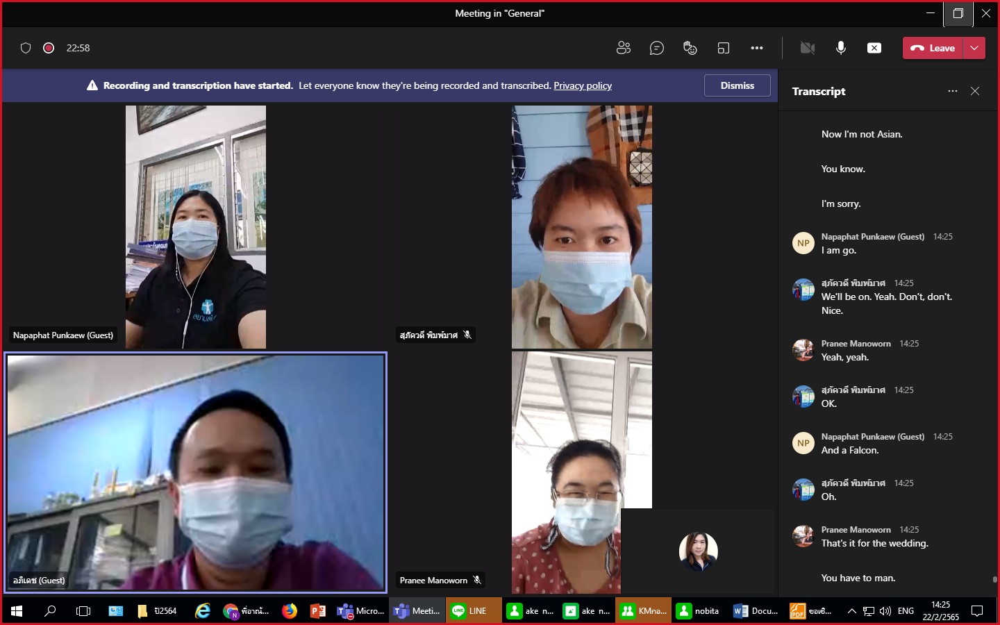 Meeting in "General"
22:58
Leave
Recording and transcription have started. Let everyone know they're being recorded and transcribed. Privacy policy
Dismiss
Transcript
Now I'm not Asian.
You know.
I'm sorry.
NP
Napaphat Punkaew (Guest) 14:25
I am go.
สุภัควดี พิมพ์มาศ 14:25
We'll be on. Yeah. Don't, don't.
Nice.
Pranee Manoworn 14:25
Yeah, yeah.
สุภัควดี พิมพ์มาศ 14:25
OK.
NP
Napaphat Punkaew (Guest) 14:25
And a Falcon.
สุภัควดี พิมพ์มาศ 14:25
Oh.
Pranee Manoworn 14:25
That's it for the wedding.
You have to man.
Napaphat Punkaew (Guest)
สุภัควดี พิมพ์มาศ
อภิเดช (Guest)
Pranee Manoworn
ปี2564
N
พี่จาณ้...
Micro...
Meeti...
LINE
LINE
ake n...
ake n...
KMกอ...
nobita
Docu...
PDF
ขอเชิ...
ENG
14:25
22/2/2565